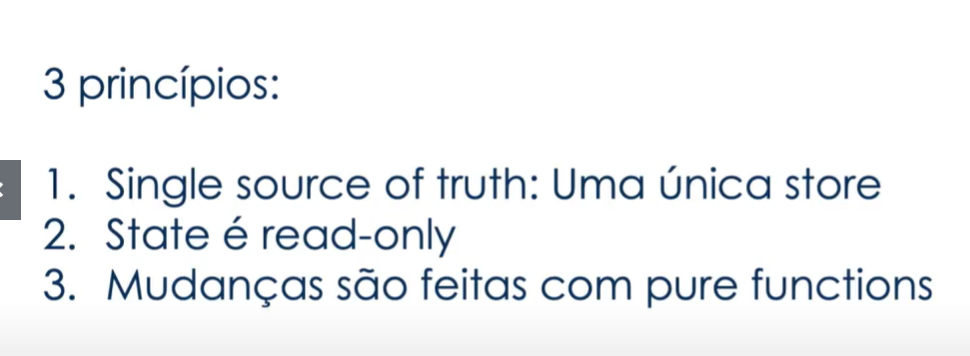 3 princípios:
1. Single source of truth: Uma única store
2. State é read-only
3. Mudanças são feitas com pure functions